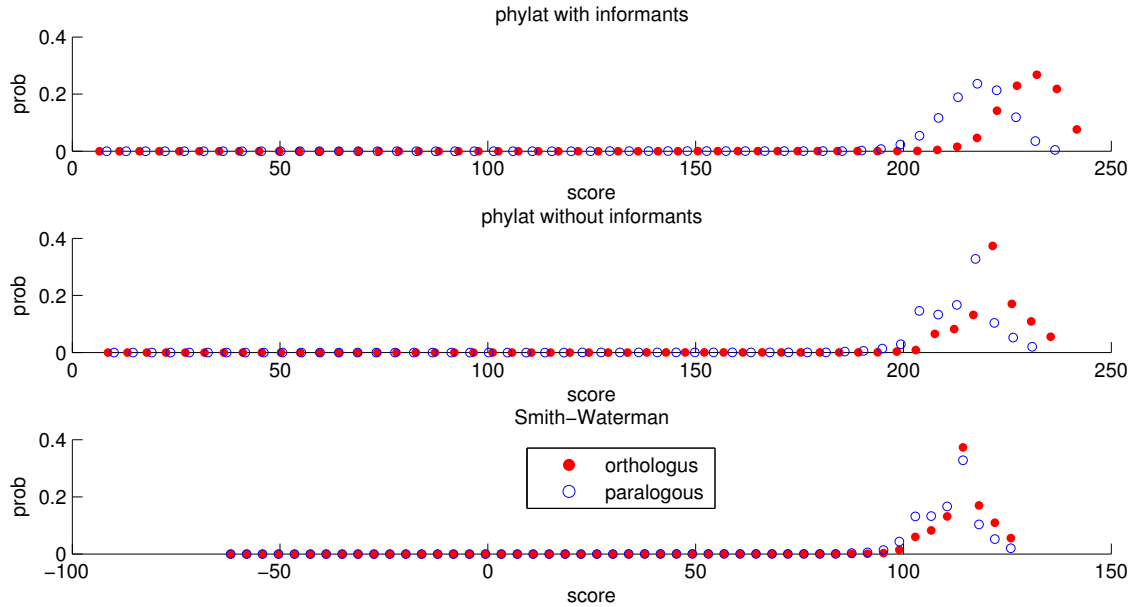 phylat with informants
0.4
0.2
0
prob
0 50 100 150 200 250
score
phylat without informants
0.4
0.2
0
prob
0 50 100 150 200 250
score
Smith−Waterman
0.4
0.2
0
prob
orthologus
paralogous
−100 −50 0 50 100 150
score